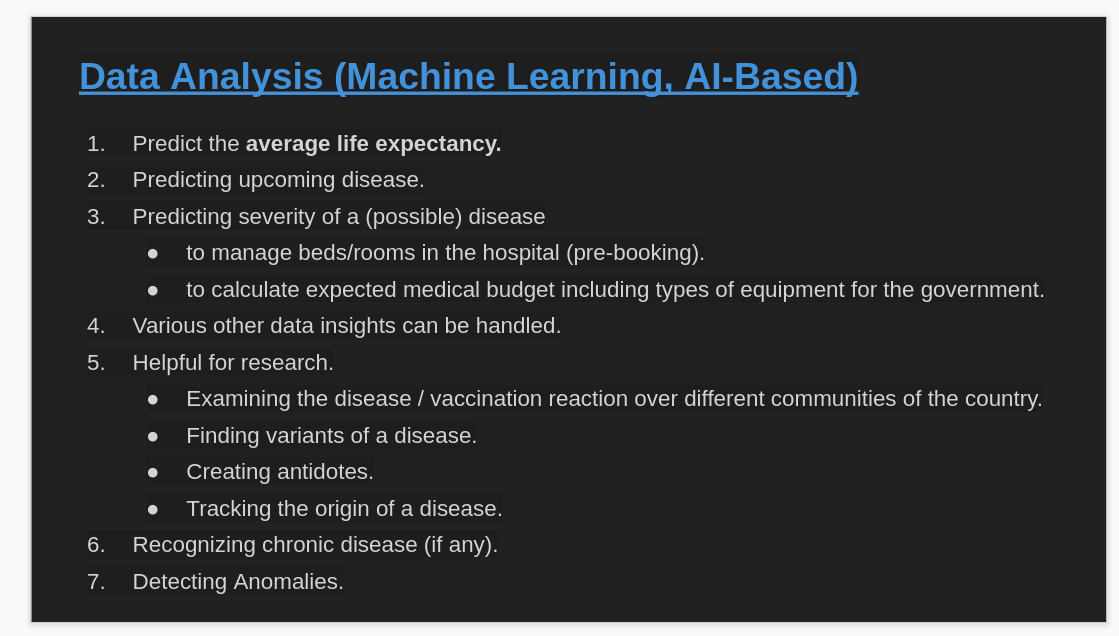 Data Analysis (Machine Learning, AI-Based)
1. Predict the average life expectancy.
2. Predicting upcoming disease.
3. Predicting severity of a (possible) disease
● to manage beds/rooms in the hospital (pre-booking).
● to calculate expected medical budget including types of equipment for the government.
4. Various other data insights can be handled.
5. Helpful for research.
● Examining the disease / vaccination reaction over different communities of the country.
● Finding variants of a disease.
● Creating antidotes.
● Tracking the origin of a disease.
6. Recognizing chronic disease (if any).
7. Detecting Anomalies.